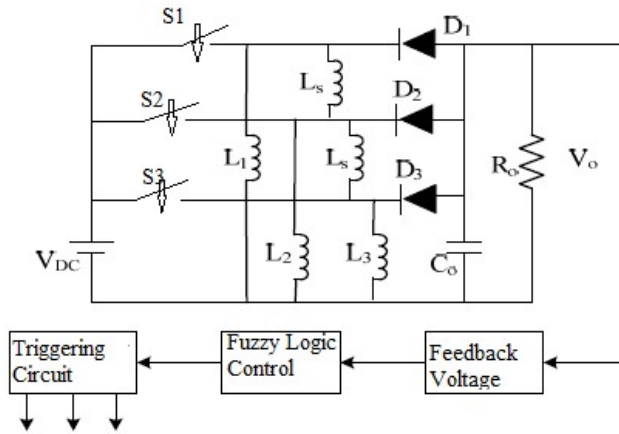 S1
D₁
Lₛ
S2
D₂
L₁
Lₛ
S3
D₃
Rₒ
Vₒ
V_DC
L₂
L₃
Cₒ
Triggering
Circuit
Fuzzy Logic
Control
Feedback
Voltage